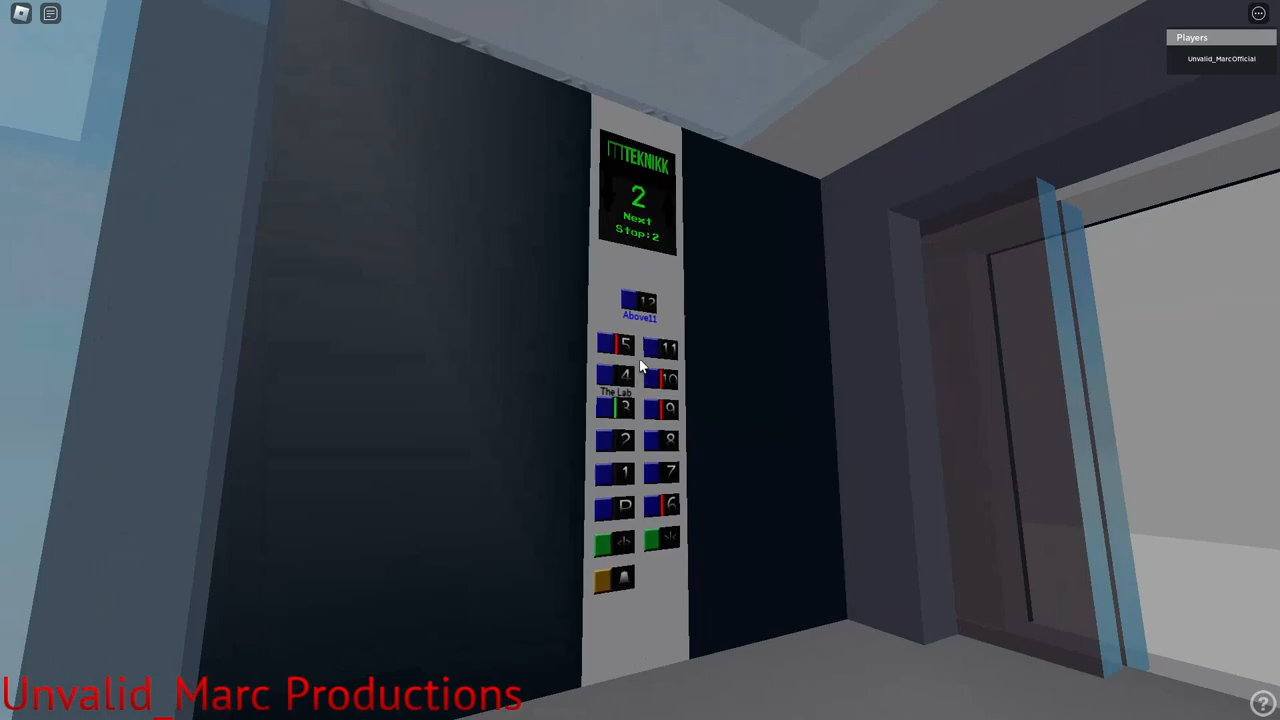 Players
Unvalid_MarcOfficial
TEKNIKK
2
Next
Stop:2
12
Above11
5 11
4 10
The Lab
3 9
2 8
1 7
P 6
Unvalid_Marc Productions
?